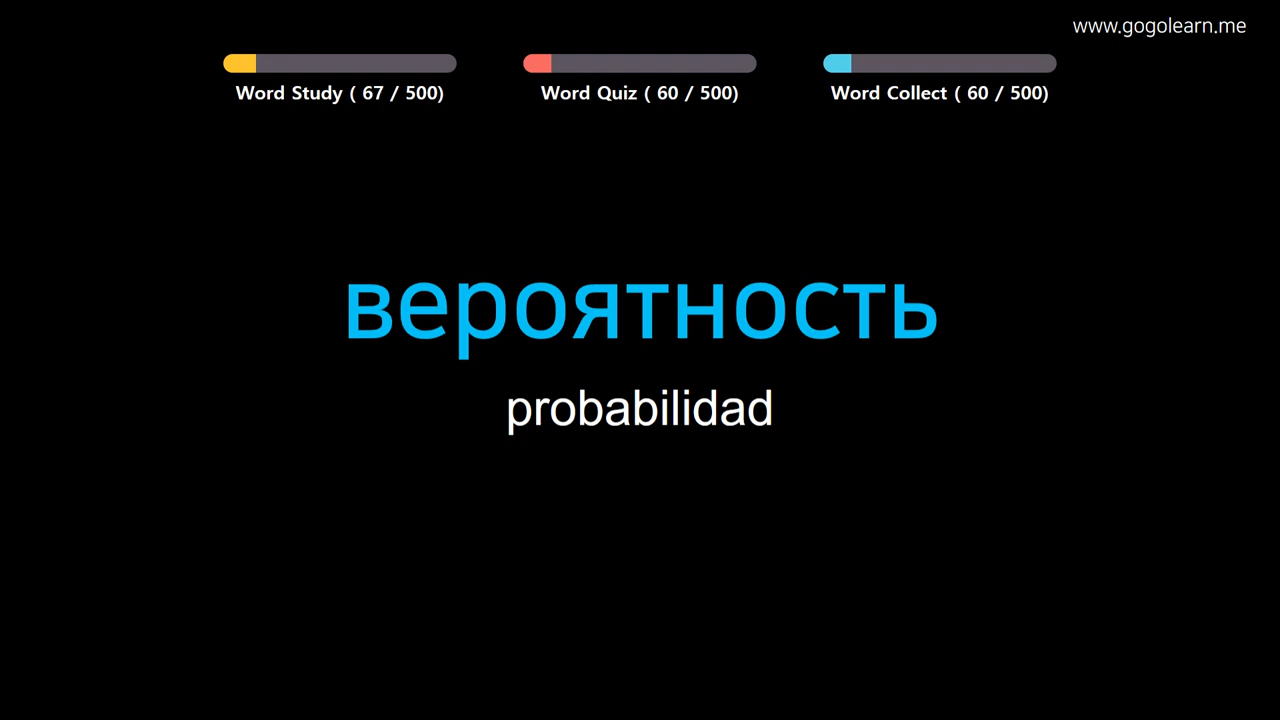 www.gogolearn.me
Word Study ( 67 / 500)
Word Quiz ( 60 / 500)
Word Collect ( 60 / 500)
вероятность
probabilidad